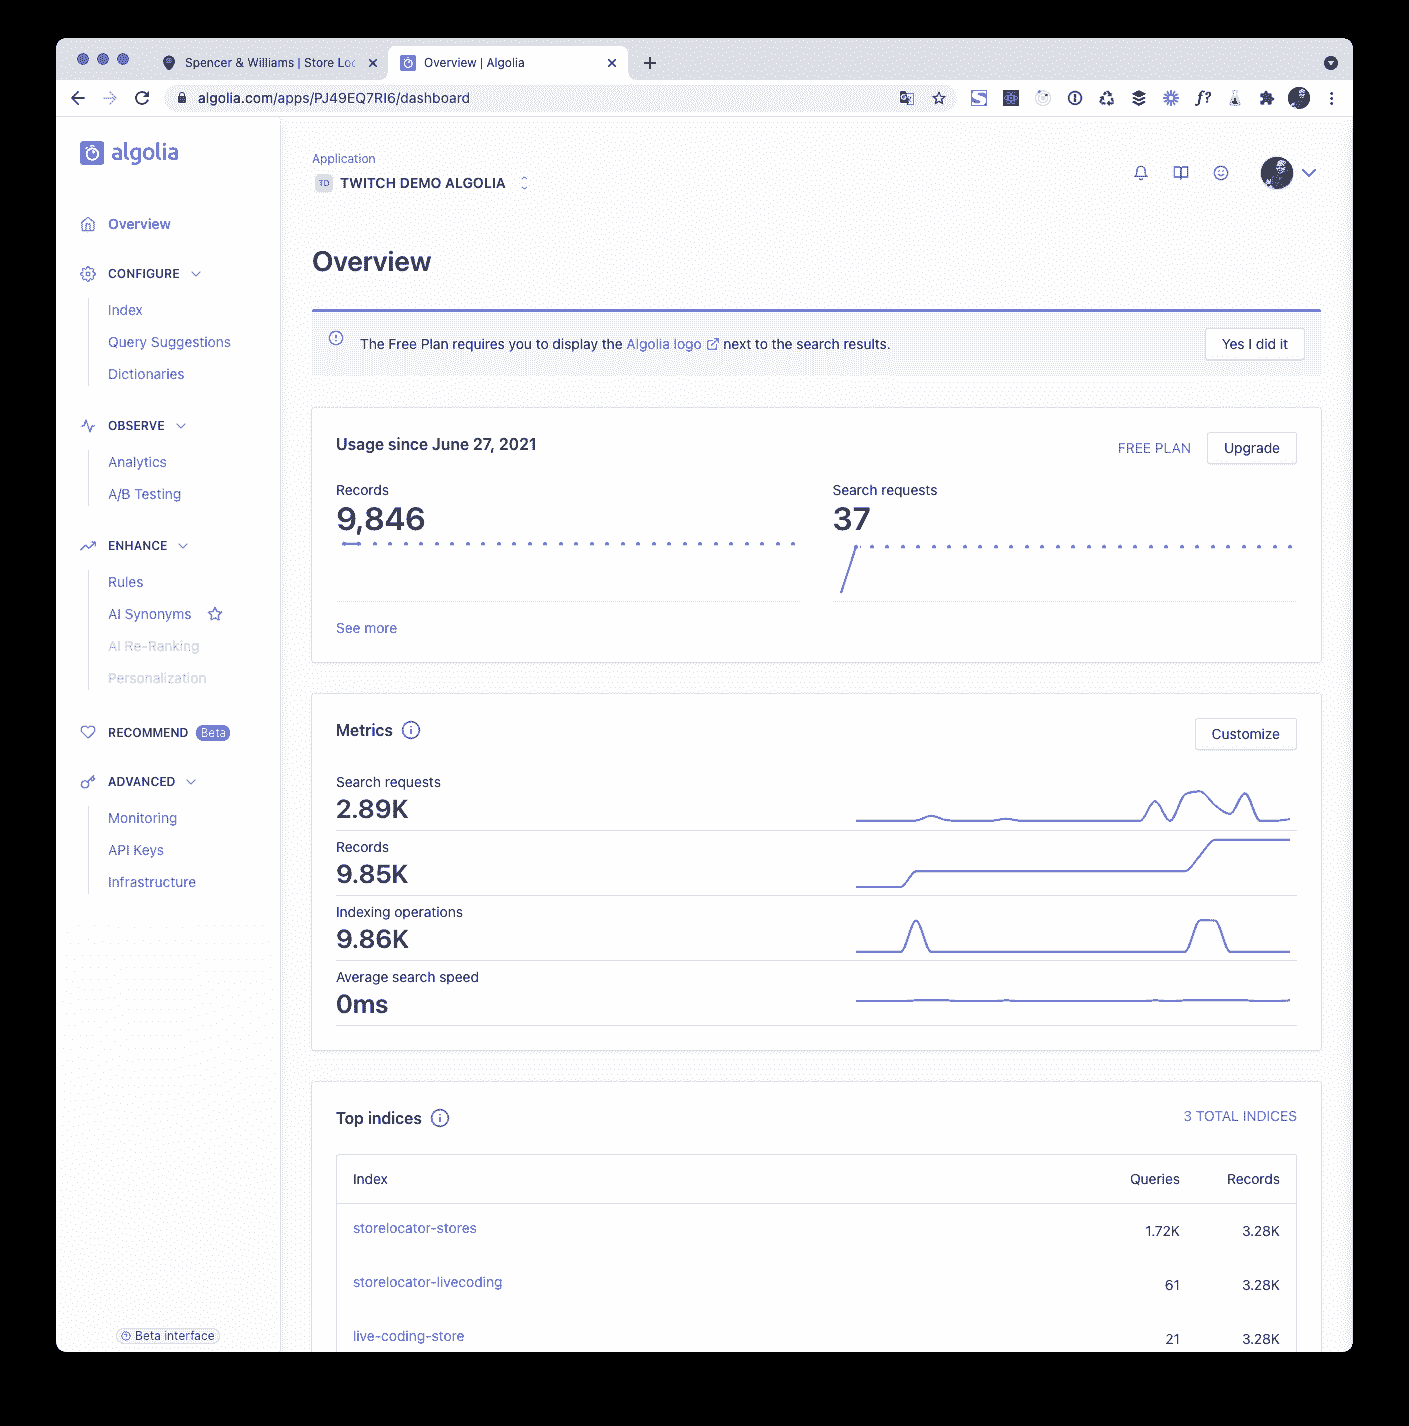 Spencer & Williams | Store Loc
Overview | Algolia
algolia.com/apps/PJ49EQ7RI6/dashboard
f?
algolia
Overview
CONFIGURE
Index
Query Suggestions
Dictionaries
OBSERVE
Analytics
A/B Testing
ENHANCE
Rules
AI Synonyms
AI Re-Ranking
Personalization
RECOMMEND Beta
ADVANCED
Monitoring
API Keys
Infrastructure
Beta interface
Application
TD TWITCH DEMO ALGOLIA
Overview
The Free Plan requires you to display the Algolia logo next to the search results.
Yes I did it
Usage since June 27, 2021
FREE PLAN
Upgrade
Records
9,846
Search requests
37
See more
Metrics
Customize
Search requests
2.89K
Records
9.85K
Indexing operations
9.86K
Average search speed
0ms
Top indices
3 TOTAL INDICES
Index Queries Records
storelocator-stores 1.72K 3.28K
storelocator-livecoding 61 3.28K
live-coding-store 21 3.28K